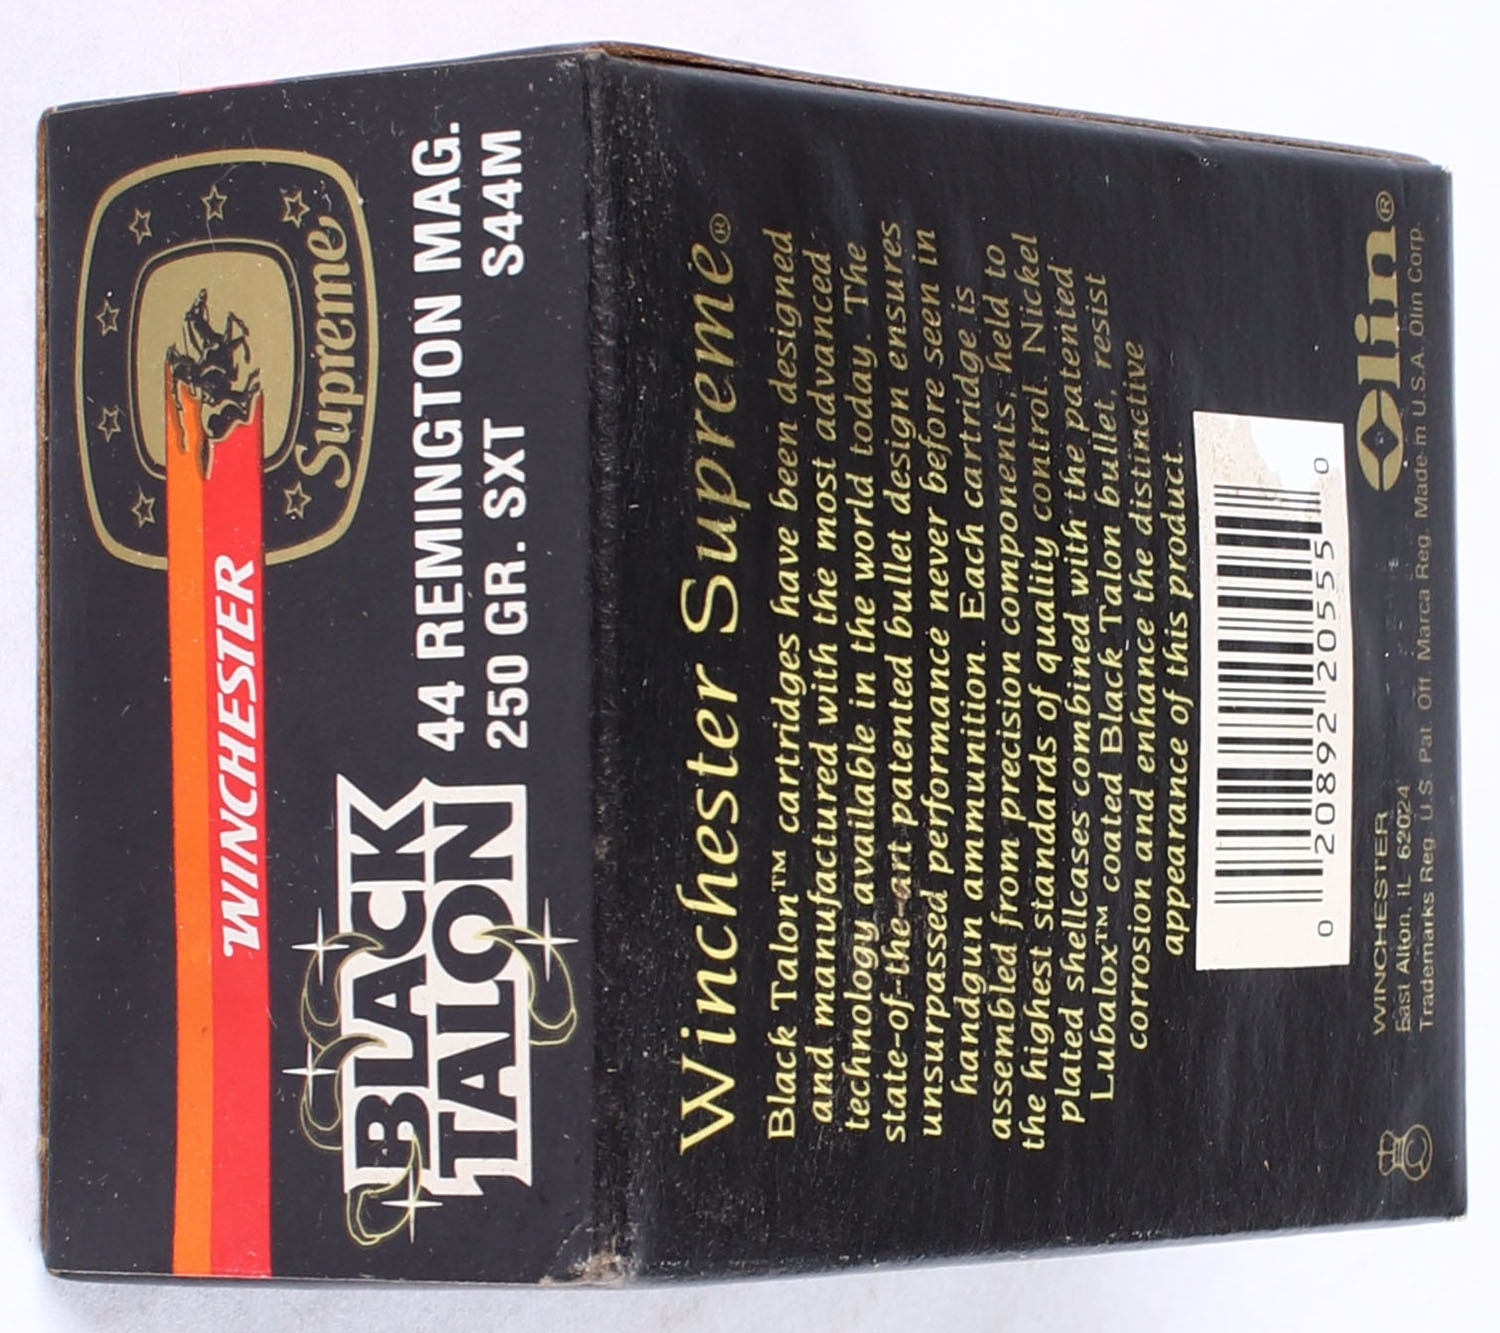 Supreme
WINCHESTER
BLACK
TALON
44 REMINGTON MAG.
250 GR. SXT S44M
Winchester Supreme®
Black Talon™ cartridges have been designed
and manufactured with the most advanced
technology available in the world today. The
state-of-the-art patented bullet design ensures
unsurpassed performance never before seen in
handgun ammunition. Each cartridge is
assembled from precision components, held to
the highest standards of quality control. Nickel
plated shellcases combined with the patented
Lubalox™ coated Black Talon bullet, resist
corrosion and enhance the distinctive
appearance of this product.
0 20892 20555 0
WINCHESTER
East Alton, IL 62024
Olin®
Trademarks Reg. U.S. Pat. Off. Marca Reg. Made in U.S.A. Olin Corp.